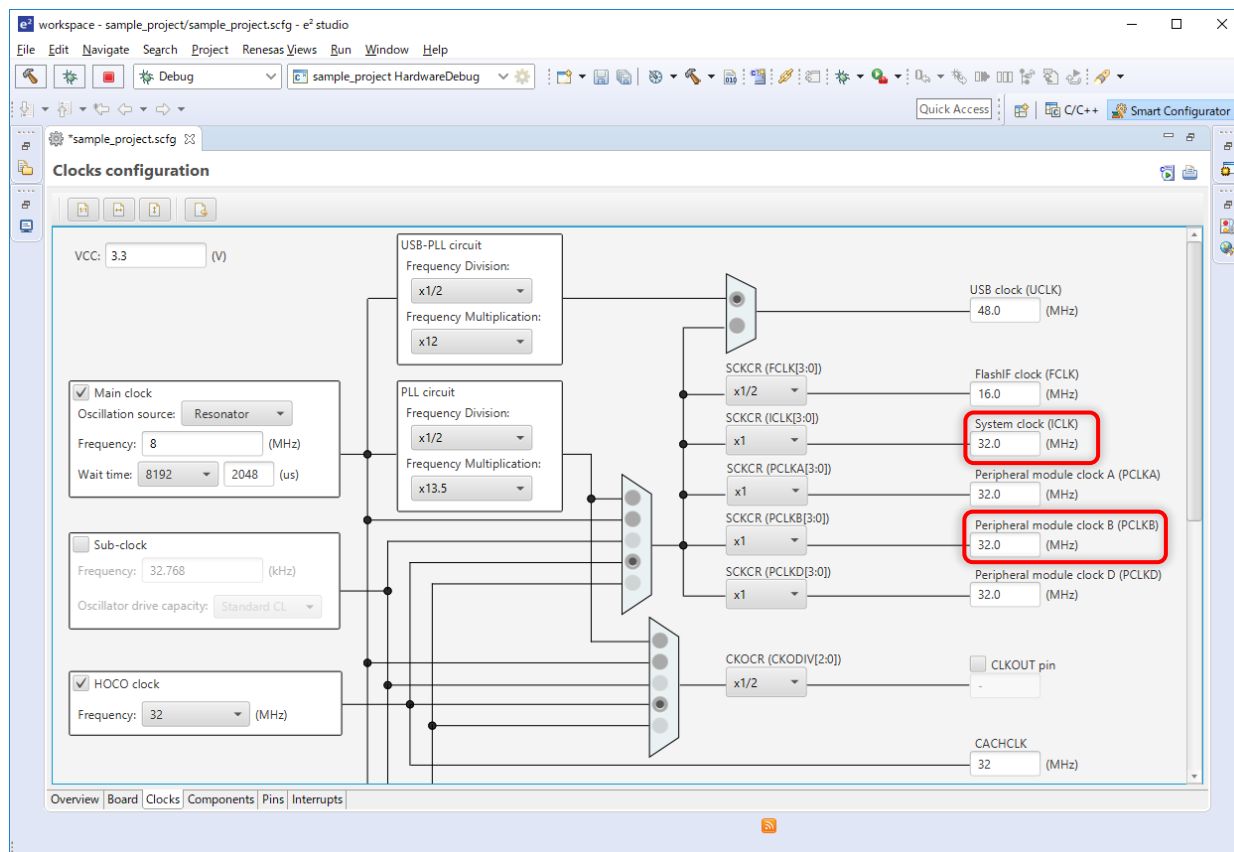 workspace - sample_project/sample_project.scfg - e² studio
File Edit Navigate Search Project Renesas Views Run Window Help
Debug
sample_project HardwareDebug
Quick Access
C/C++
Smart Configurator
*sample_project.scfg
Clocks configuration
VCC: 3.3 (V)
USB-PLL circuit
Frequency Division:
x1/2
Frequency Multiplication:
x12
USB clock (UCLK)
48.0 (MHz)
Main clock
Oscillation source: Resonator
Frequency: 8 (MHz)
Wait time: 8192 2048 (us)
PLL circuit
Frequency Division:
x1/2
Frequency Multiplication:
x13.5
SCKCR (FCLK[3:0])
x1/2
FlashIF clock (FCLK)
16.0 (MHz)
SCKCR (ICLK[3:0])
x1
System clock (ICLK)
32.0 (MHz)
SCKCR (PCLKA[3:0])
x1
Peripheral module clock A (PCLKA)
32.0 (MHz)
SCKCR (PCLKB[3:0])
x1
Peripheral module clock B (PCLKB)
32.0 (MHz)
SCKCR (PCLKD[3:0])
x1
Peripheral module clock D (PCLKD)
32.0 (MHz)
Sub-clock
Frequency: 32.768 (kHz)
Oscillator drive capacity: Standard CL
HOCO clock
Frequency: 32 (MHz)
CKOCR (CKODIV[2:0])
x1/2
CLKOUT pin
-
CACHCLK
32 (MHz)
Overview Board Clocks Components Pins Interrupts